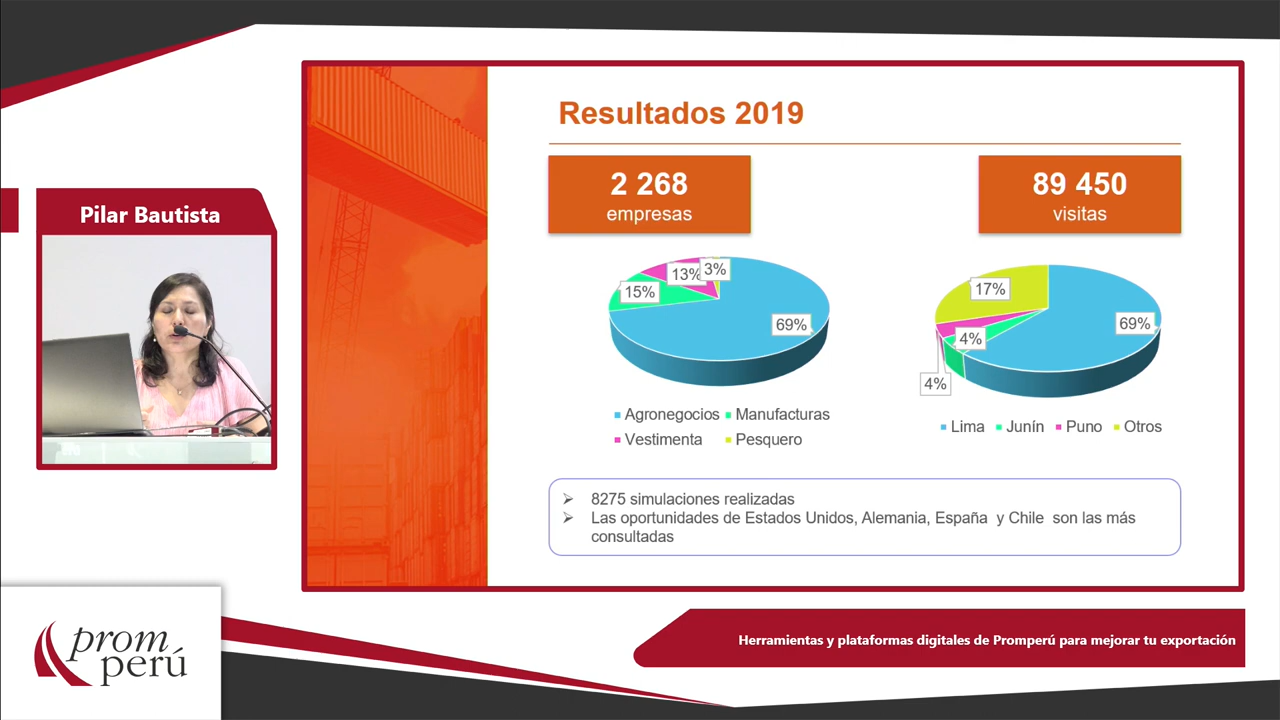 Resultados 2019
Pilar Bautista
2 268
empresas
89 450
visitas
13%
3%
15%
69%
17%
69%
4%
4%
Agronegocios Manufacturas
Vestimenta Pesquero
Lima Junín Puno Otros
8275 simulaciones realizadas
Las oportunidades de Estados Unidos, Alemania, España y Chile son las más
consultadas
prom
perú
Herramientas y plataformas digitales de Promperú para mejorar tu exportación